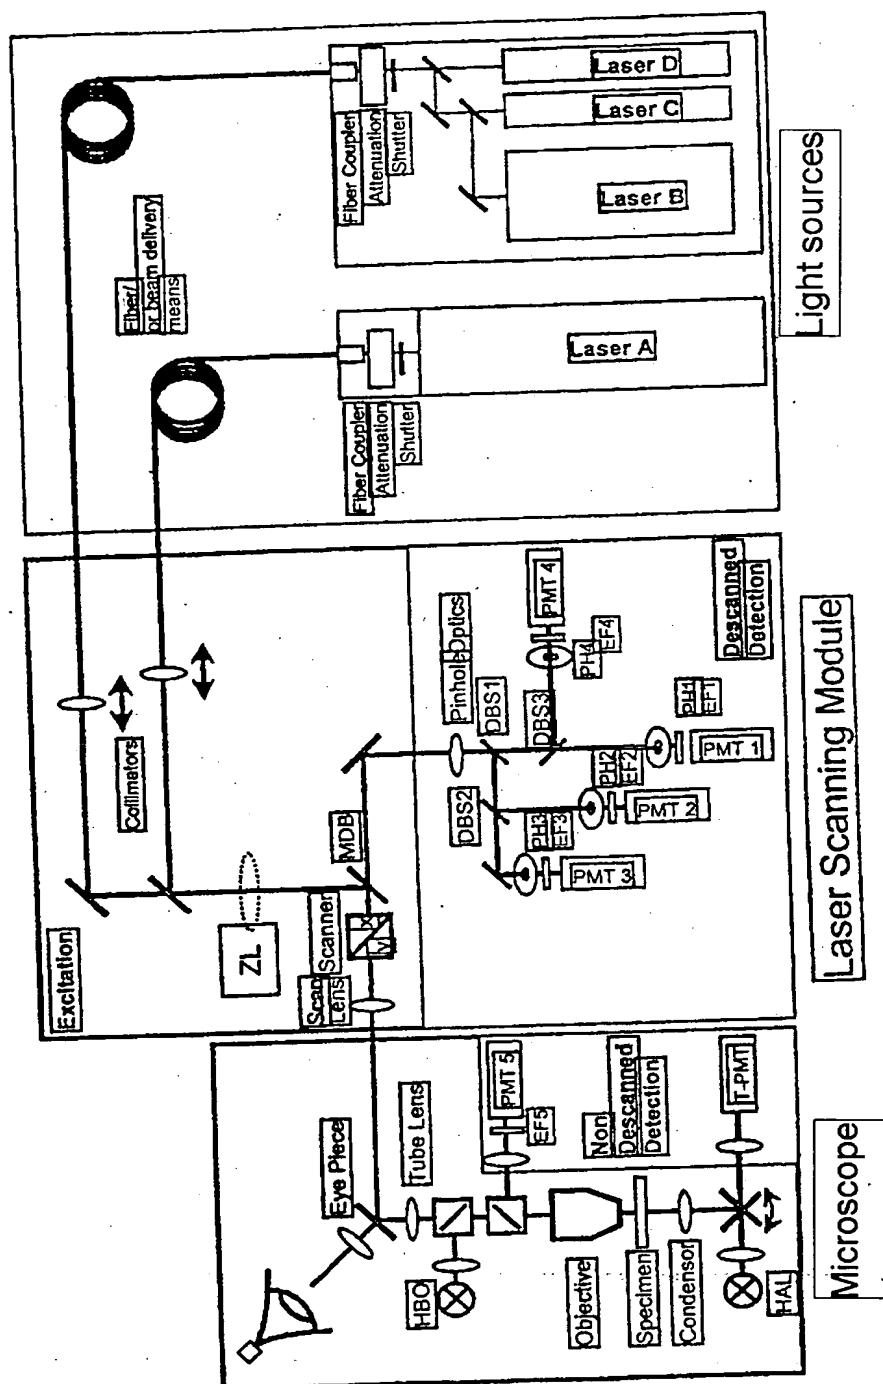 Fiber/
or beam delivery
means
Fiber Coupler
Attenuation
Shutter
Laser D
Laser C
Laser B
Fiber Coupler
Attenuation
Shutter
Laser A
Light sources
Excitation
Collimators
ZL
Scanner
Scan
Lens
MDB
x
y
Pinhole Optics
DBS1
DBS2
DBS3
PH4
EF4
PMT 4
PH1
EF1
PMT 1
PH2
EF2
PMT 2
PH3
EF3
PMT 3
Descanned
Detection
Laser Scanning Module
Eye Piece
Tube Lens
HBO
PMT 5
EF5
Non
Descanned
Detection
Objective
Specimen
Condensor
HAL
T-PMT
Microscope